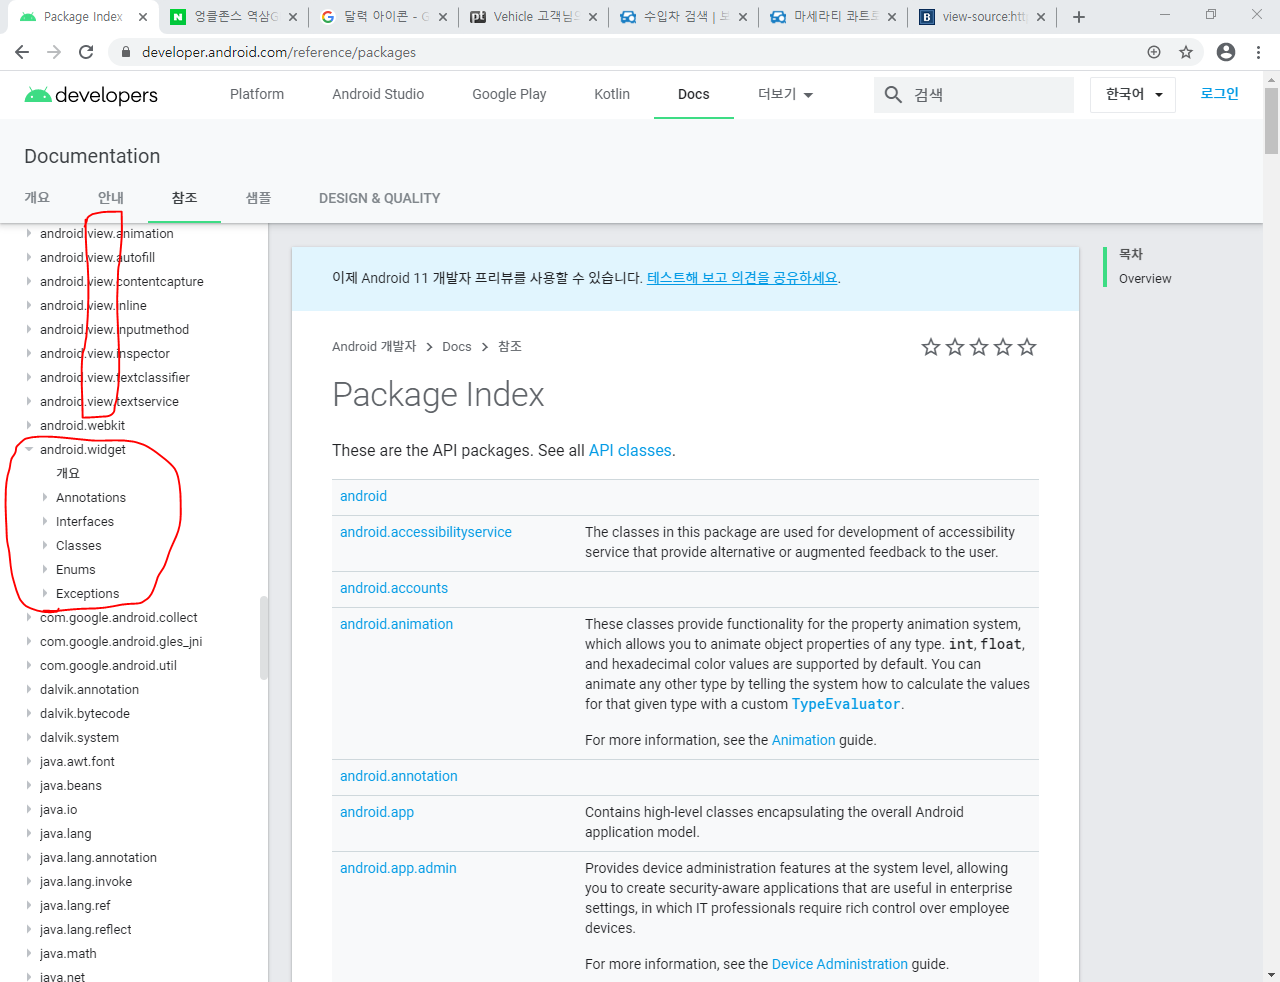 Package Index
엉클존스 역삼G
달력 아이콘 - G
Vehicle 고객님의
수입차 검색 | 보
마세라티 콰트로
view-source:http
developer.android.com/reference/packages
developers
Platform
Android Studio
Google Play
Kotlin
Docs
더보기
검색
한국어
로그인
Documentation
개요
안내
참조
샘플
DESIGN & QUALITY
android.view.animation
android.view.autofill
android.view.contentcapture
android.view.inline
android.view.inputmethod
android.view.inspector
android.view.textclassifier
android.view.textservice
android.webkit
android.widget
개요
Annotations
Interfaces
Classes
Enums
Exceptions
com.google.android.collect
com.google.android.gles_jni
com.google.android.util
dalvik.annotation
dalvik.bytecode
dalvik.system
java.awt.font
java.beans
java.io
java.lang
java.lang.annotation
java.lang.invoke
java.lang.ref
java.lang.reflect
java.math
java.net
이제 Android 11 개발자 프리뷰를 사용할 수 있습니다. 테스트해 보고 의견을 공유하세요.
Android 개발자 > Docs > 참조
Package Index
These are the API packages. See all API classes.
android
android.accessibilityservice
The classes in this package are used for development of accessibility
service that provide alternative or augmented feedback to the user.
android.accounts
android.animation
These classes provide functionality for the property animation system,
which allows you to animate object properties of any type. int, float,
and hexadecimal color values are supported by default. You can
animate any other type by telling the system how to calculate the values
for that given type with a custom TypeEvaluator.
For more information, see the Animation guide.
android.annotation
android.app
Contains high-level classes encapsulating the overall Android
application model.
android.app.admin
Provides device administration features at the system level, allowing
you to create security-aware applications that are useful in enterprise
settings, in which IT professionals require rich control over employee
devices.
For more information, see the Device Administration guide.
목차
Overview